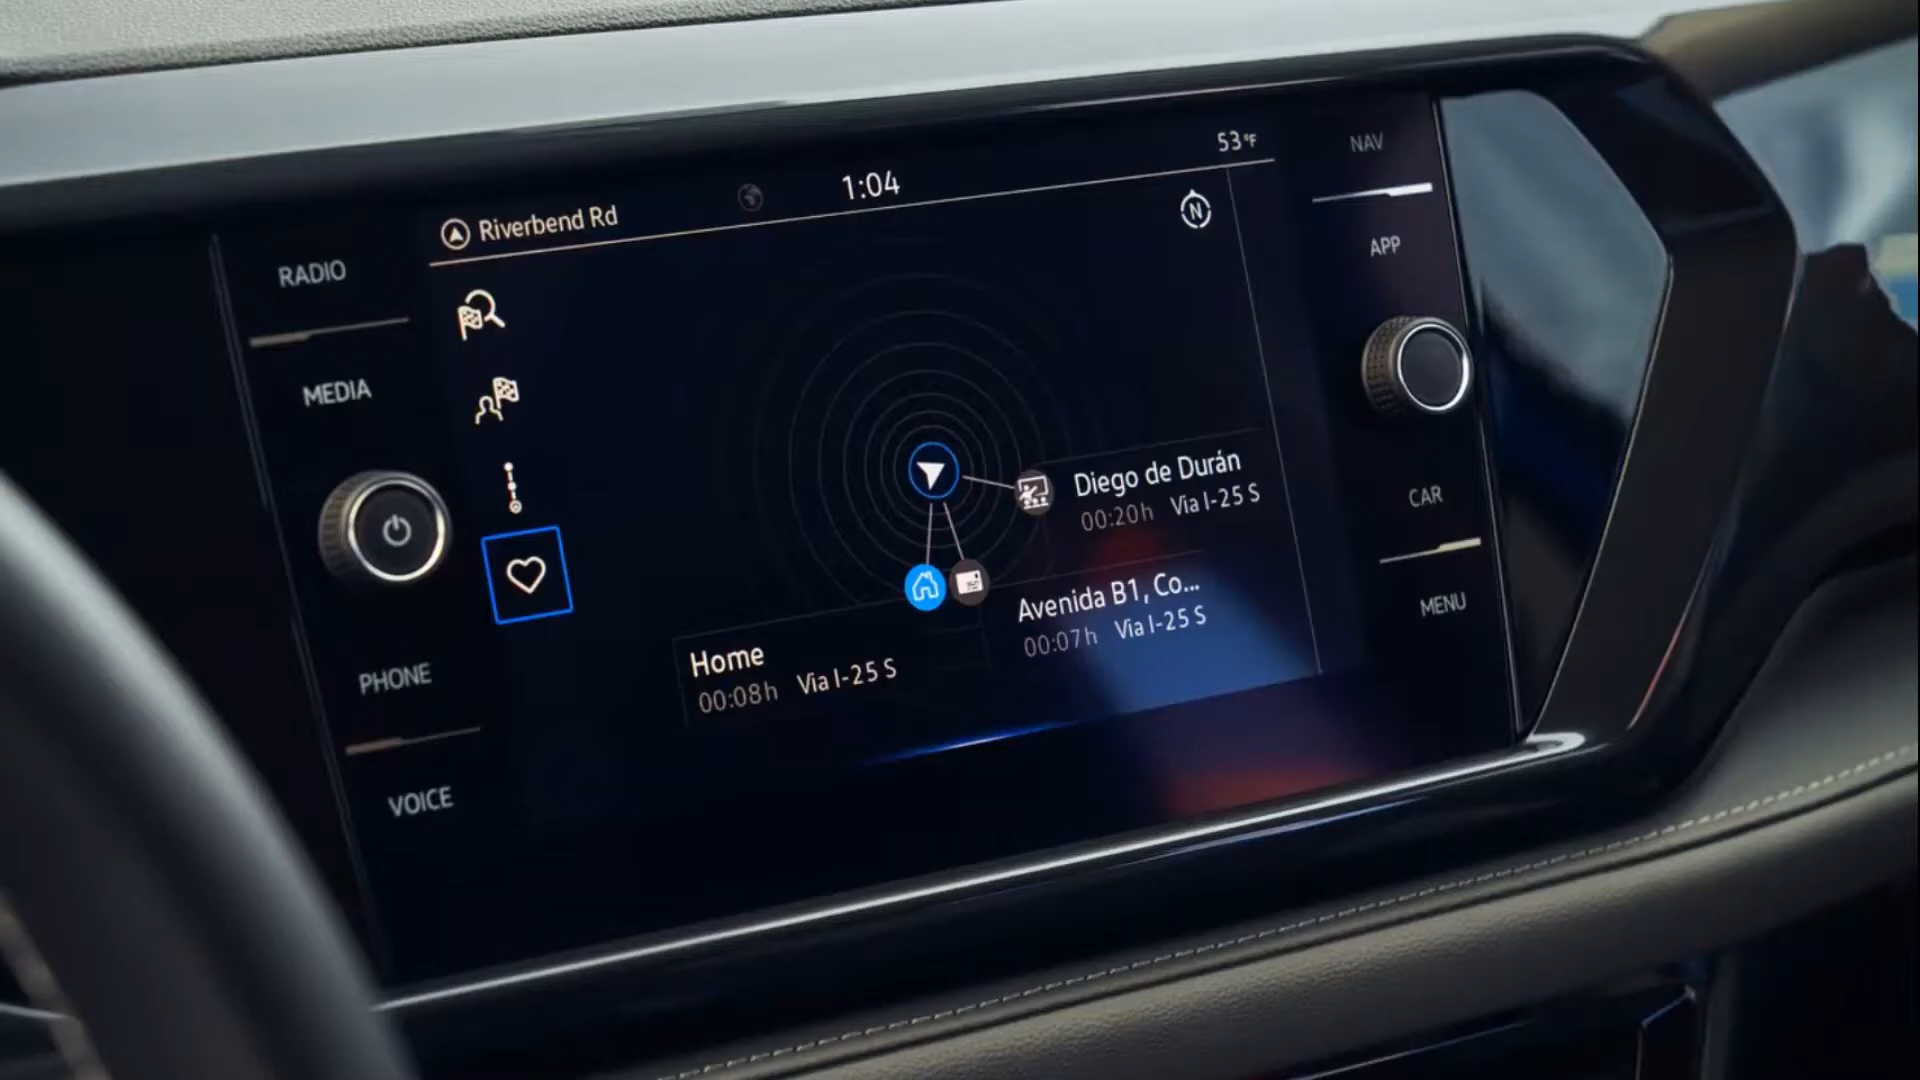 53°F
1:04
Riverbend Rd
N
NAV
APP
CAR
MENU
RADIO
MEDIA
PHONE
VOICE
Diego de Durán
00:20h Via I-25 S
Avenida B1, Co...
00:07h Via I-25 S
Home
00:08h Via I-25 S